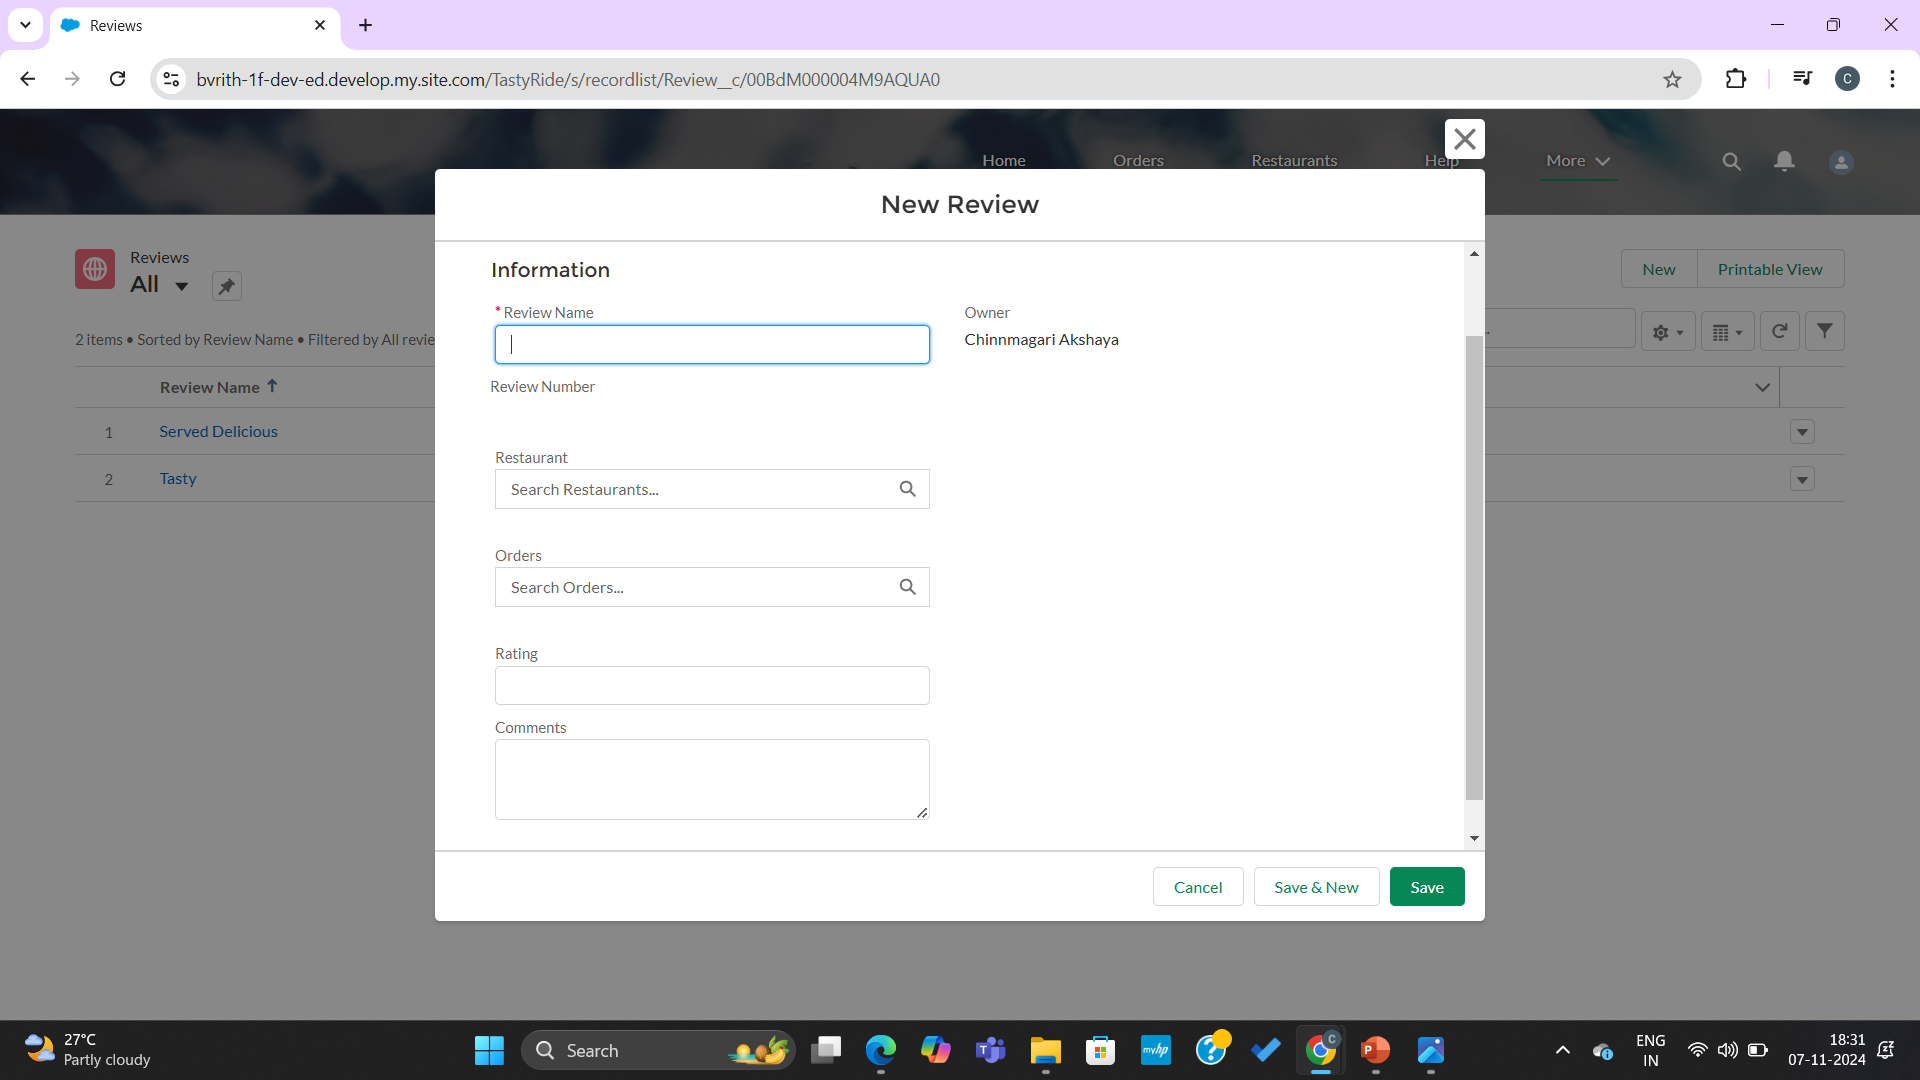 Reviews
bvrith-1f-dev-ed.develop.my.site.com/TastyRide/s/recordlist/Review__c/00BdM000004M9AQUA0
C
Home Orders Restaurants Help More
New Review
Reviews
All
New Printable View
2 items • Sorted by Review Name • Filtered by All revie
Review Name
1 Served Delicious
2 Tasty
Information
* Review Name
Owner
Chinnmagari Akshaya
Review Number
Restaurant
Search Restaurants...
Orders
Search Orders...
Rating
Comments
Cancel Save & New Save
27°C
Partly cloudy
Search
myhp
ENG
IN
18:31
07-11-2024